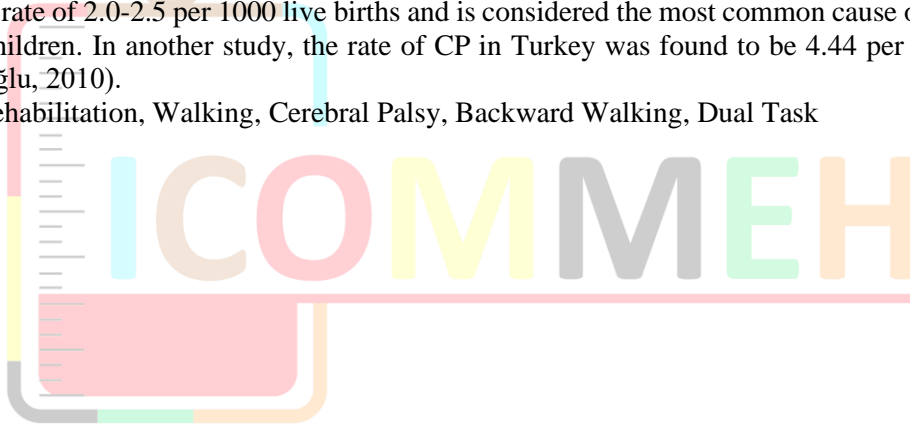 rate of 2.0-2.5 per 1000 live births and is considered the most common cause
hildren. In another study, the rate of CP in Turkey was found to be 4.44 per
ğlu, 2010).
ehabilitation, Walking, Cerebral Palsy, Backward Walking, Dual Task
ICOMMEH